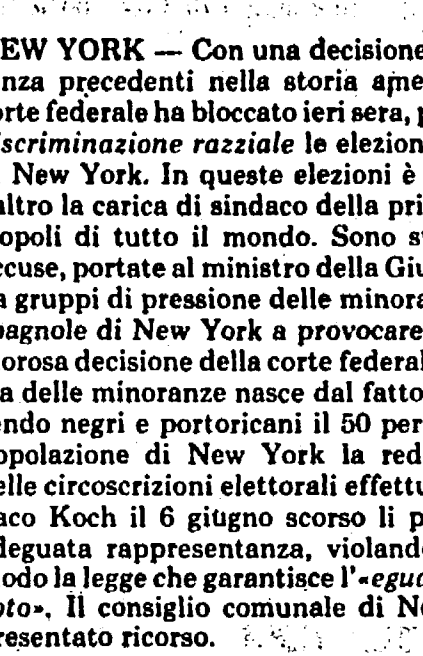 EW YORK — Con una decisione
nza precedenti nella storia ame
orte federale ha bloccato ieri sera, p
scriminazione razziale le elezion
New York. In queste elezioni è
altro la carica di sindaco della pri
opoli di tutto il mondo. Sono s
ccuse, portate al ministro della Giu
a gruppi di pressione delle minora
pagnole di New York a provocare
orosa decisione della corte federal
a delle minoranze nasce dal fatto
endo negri e portoricani il 50 per
opolazione di New York la red
elle circoscrizioni elettorali effettu
aco Koch il 6 giugno scorso li p
deguata rappresentanza, violand
odo la legge che garantisce l'«egua
oto». Il consiglio comunale di Ne
resentato ricorso.